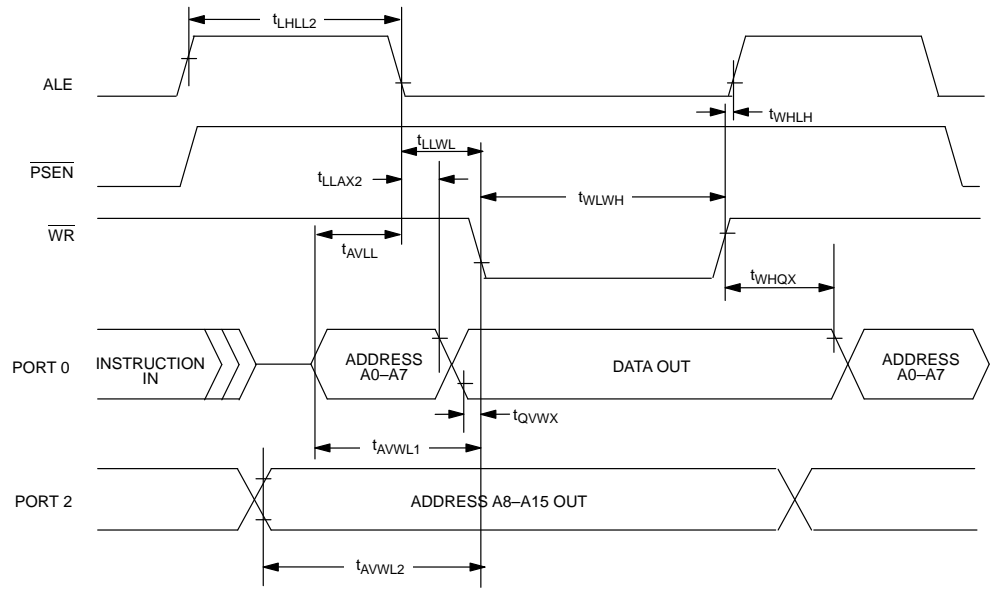 tLHLL2
ALE
tWHLH
tLLWL
PSEN
tLLAX2
tWLWH
WR
tAVLL
tWHQX
PORT 0
INSTRUCTION
IN
ADDRESS
A0–A7
DATA OUT
ADDRESS
A0–A7
tQVWX
tAVWL1
PORT 2
ADDRESS A8–A15 OUT
tAVWL2